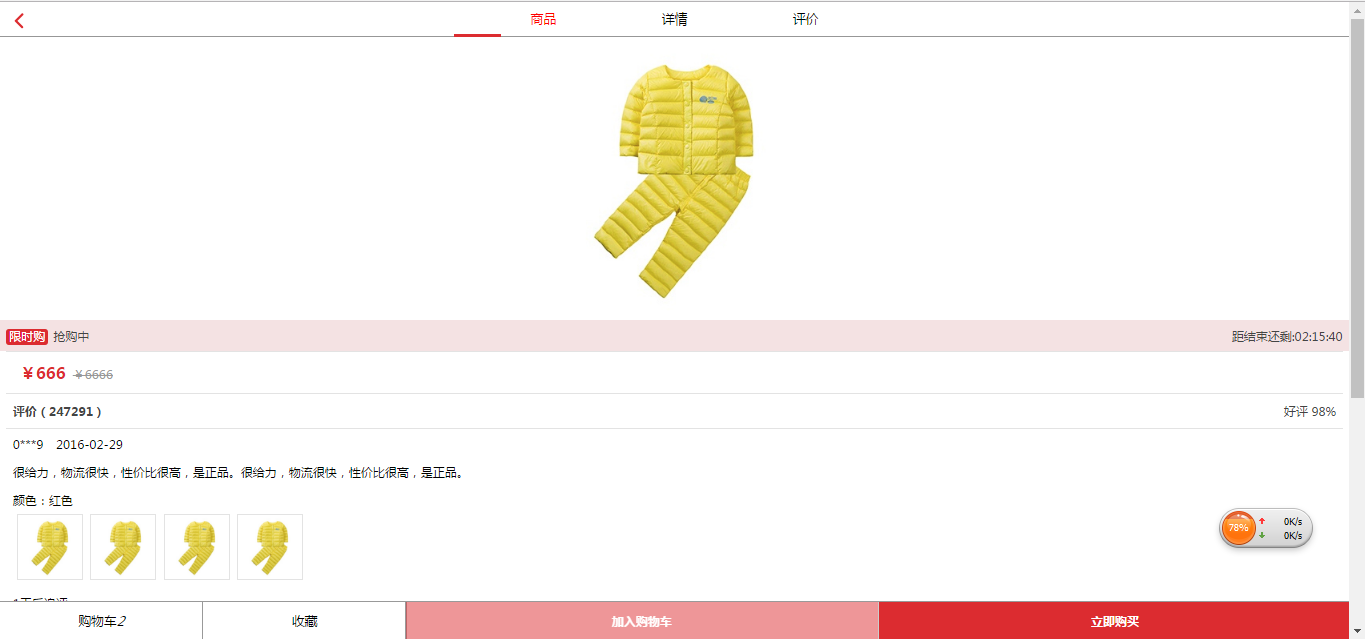 商品 详情 评价
限时购 抢购中 距结束还剩:02:15:40
¥666 ¥6666
评价 ( 247291 ) 好评 98%
0***9 2016-02-29
很给力，物流很快，性价比很高，是正品。很给力，物流很快，性价比很高，是正品。
颜色：红色
78% 0K/s
0K/s
购物车2 收藏 加入购物车 立即购买